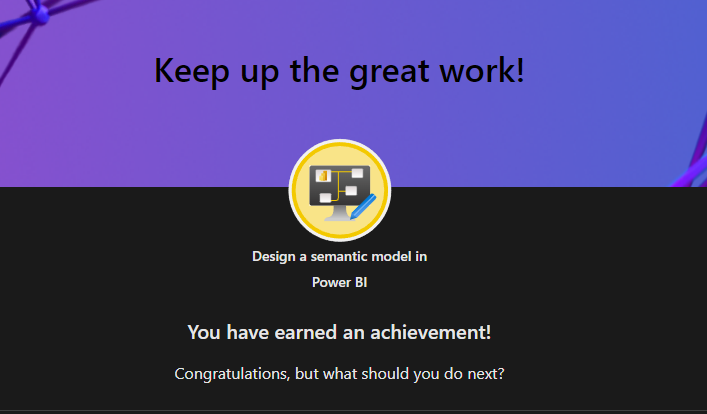 Keep up the great work!
Design a semantic model in
Power BI
You have earned an achievement!
Congratulations, but what should you do next?